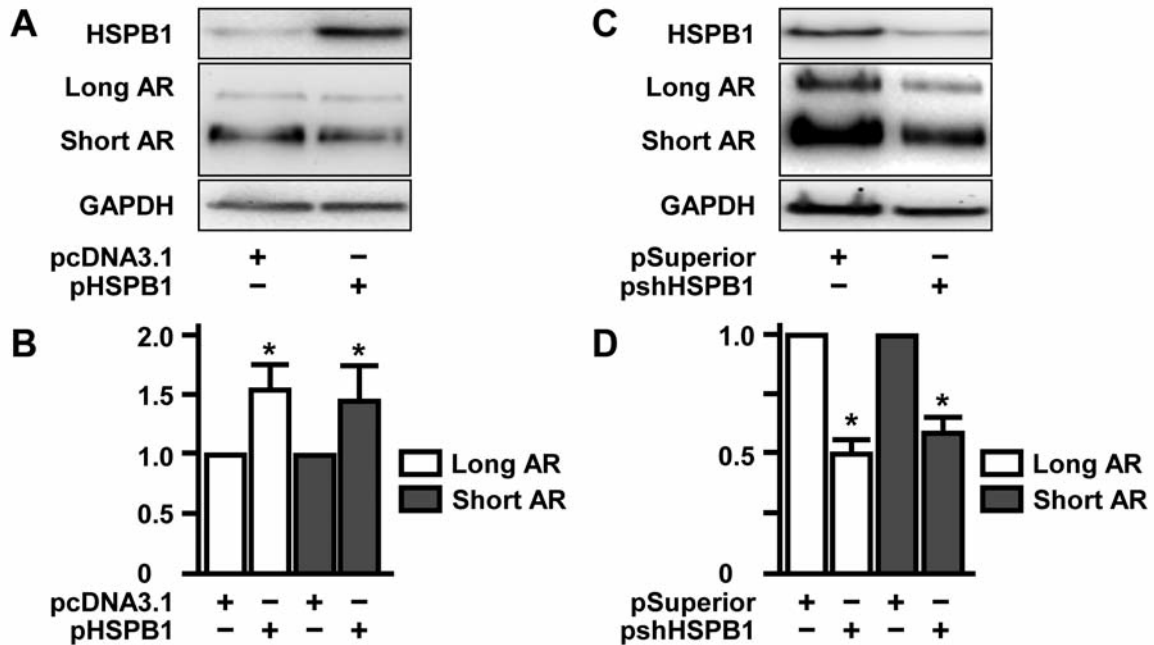 A
HSPB1
Long AR
Short AR
GAPDH
pcDNA3.1 + −
pHSPB1 − +
C
HSPB1
Long AR
Short AR
GAPDH
pSuperior + −
pshHSPB1 − +
B
2.0
*
*
1.5
1.0
0.5
0
Long AR
Short AR
pcDNA3.1 + − + −
pHSPB1 − + − +
D
1.0
*
*
0.5
0
Long AR
Short AR
pSuperior + − + −
pshHSPB1 − + − +